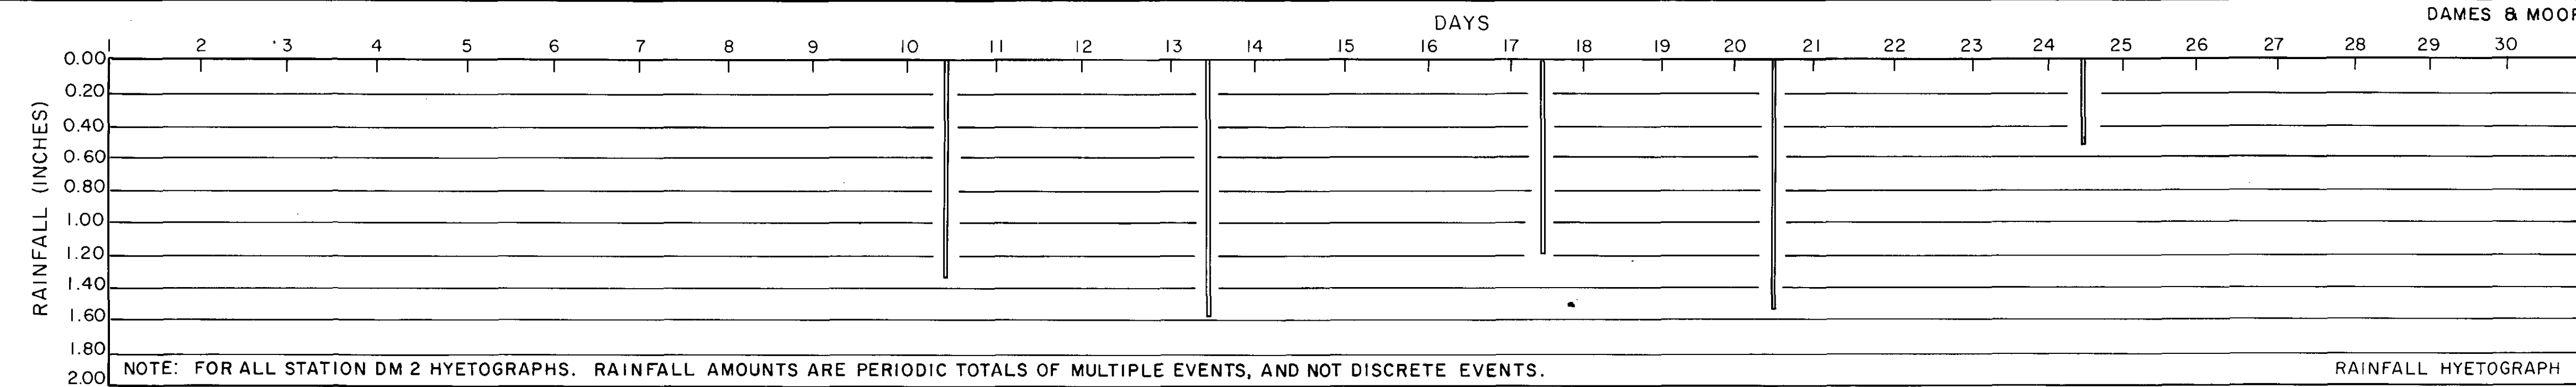 DAYS
DAMES & MOOR
1 2 3 4 5 6 7 8 9 10 11 12 13 14 15 16 17 18 19 20 21 22 23 24 25 26 27 28 29 30
0.00
0.20
0.40
0.60
0.80
1.00
1.20
1.40
1.60
1.80
2.00
RAINFALL (INCHES)
NOTE: FOR ALL STATION DM 2 HYETOGRAPHS. RAINFALL AMOUNTS ARE PERIODIC TOTALS OF MULTIPLE EVENTS, AND NOT DISCRETE EVENTS.
RAINFALL HYETOGRAPH